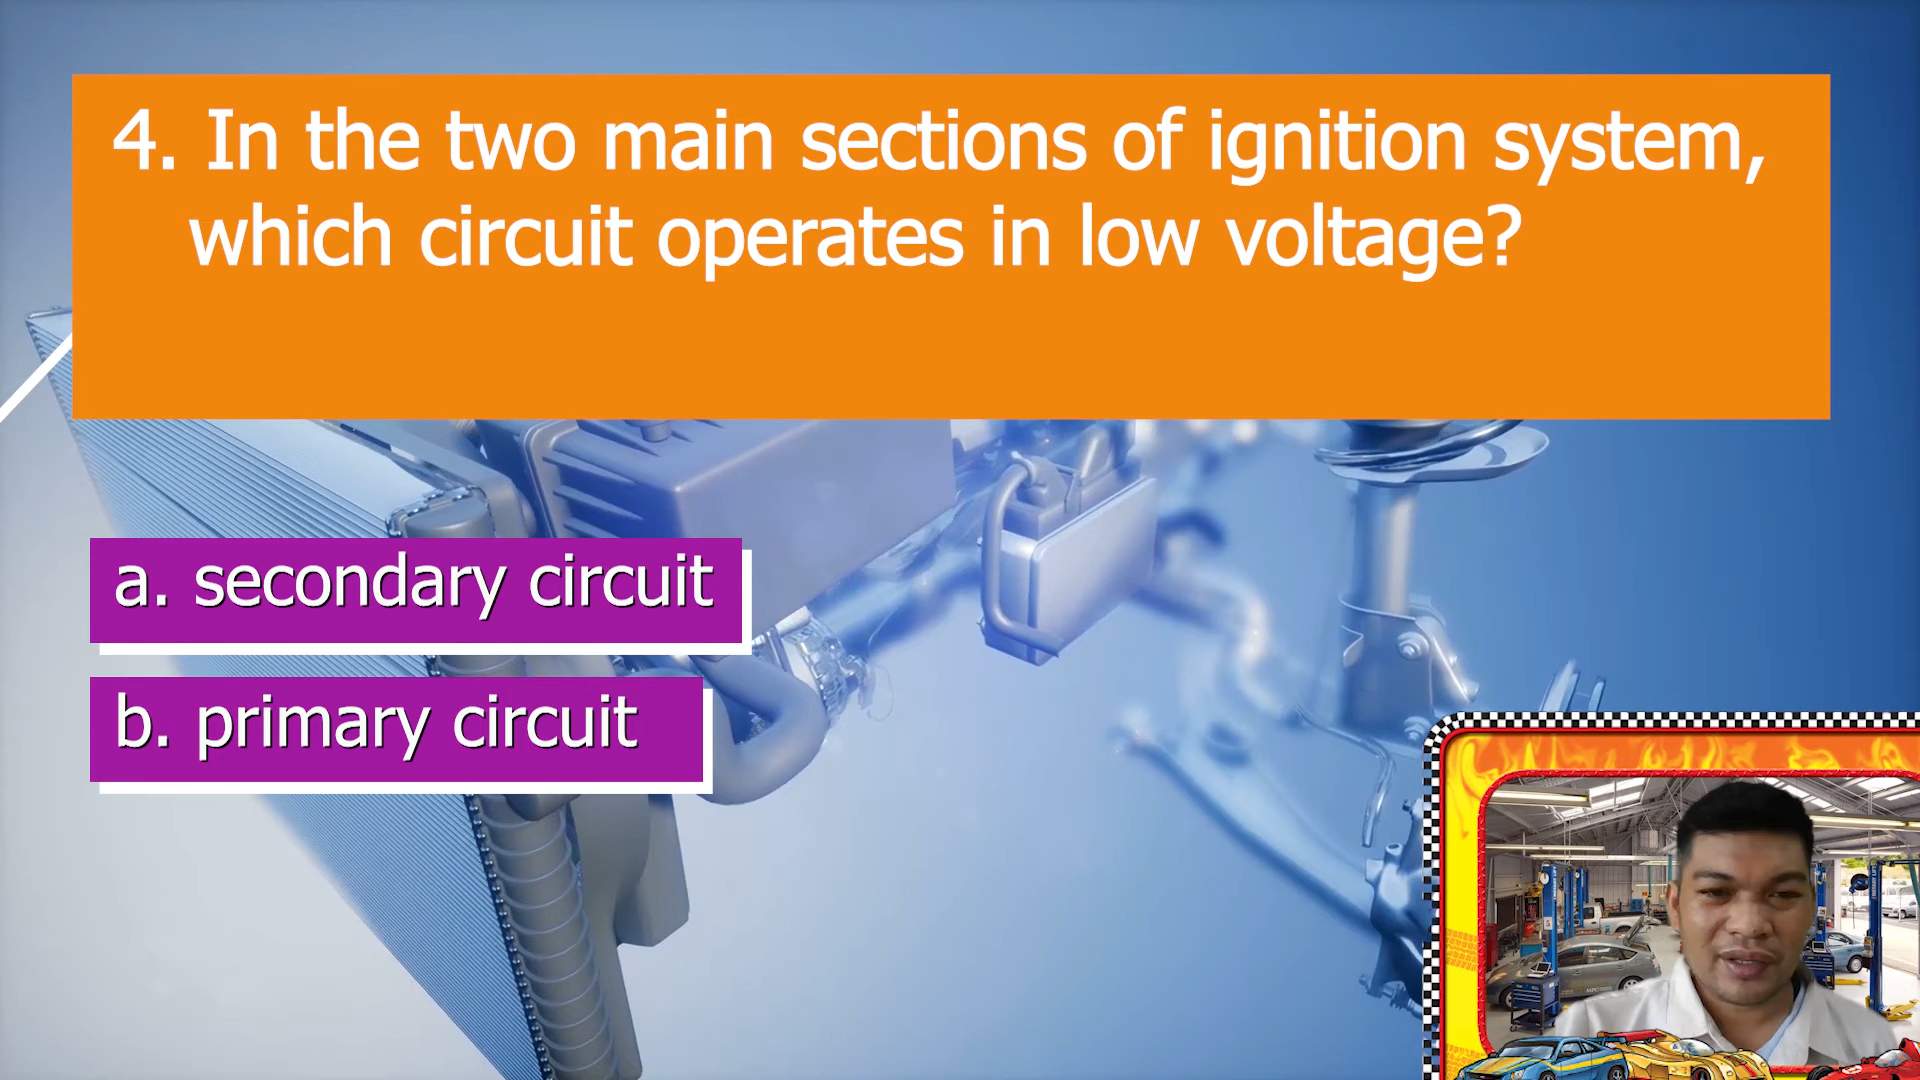 4. In the two main sections of ignition system,
which circuit operates in low voltage?
a. secondary circuit
b. primary circuit